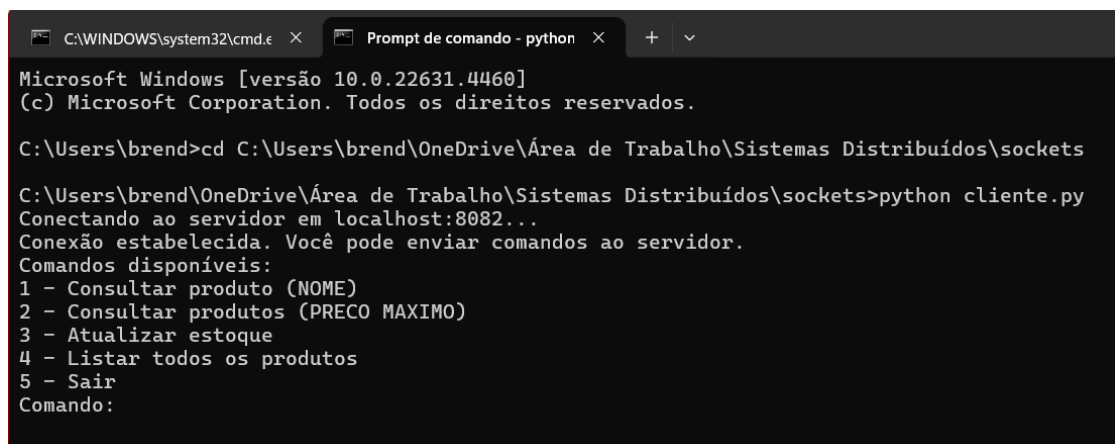 C:\WINDOWS\system32\cmd.e
Prompt de comando - python
Microsoft Windows [versão 10.0.22631.4460]
(c) Microsoft Corporation. Todos os direitos reservados.
C:\Users\brend>cd C:\Users\brend\OneDrive\Área de Trabalho\Sistemas Distribuídos\sockets
C:\Users\brend\OneDrive\Área de Trabalho\Sistemas Distribuídos\sockets>python cliente.py
Conectando ao servidor em localhost:8082...
Conexão estabelecida. Você pode enviar comandos ao servidor.
Comandos disponíveis:
1 - Consultar produto (NOME)
2 - Consultar produtos (PRECO MAXIMO)
3 - Atualizar estoque
4 - Listar todos os produtos
5 - Sair
Comando: